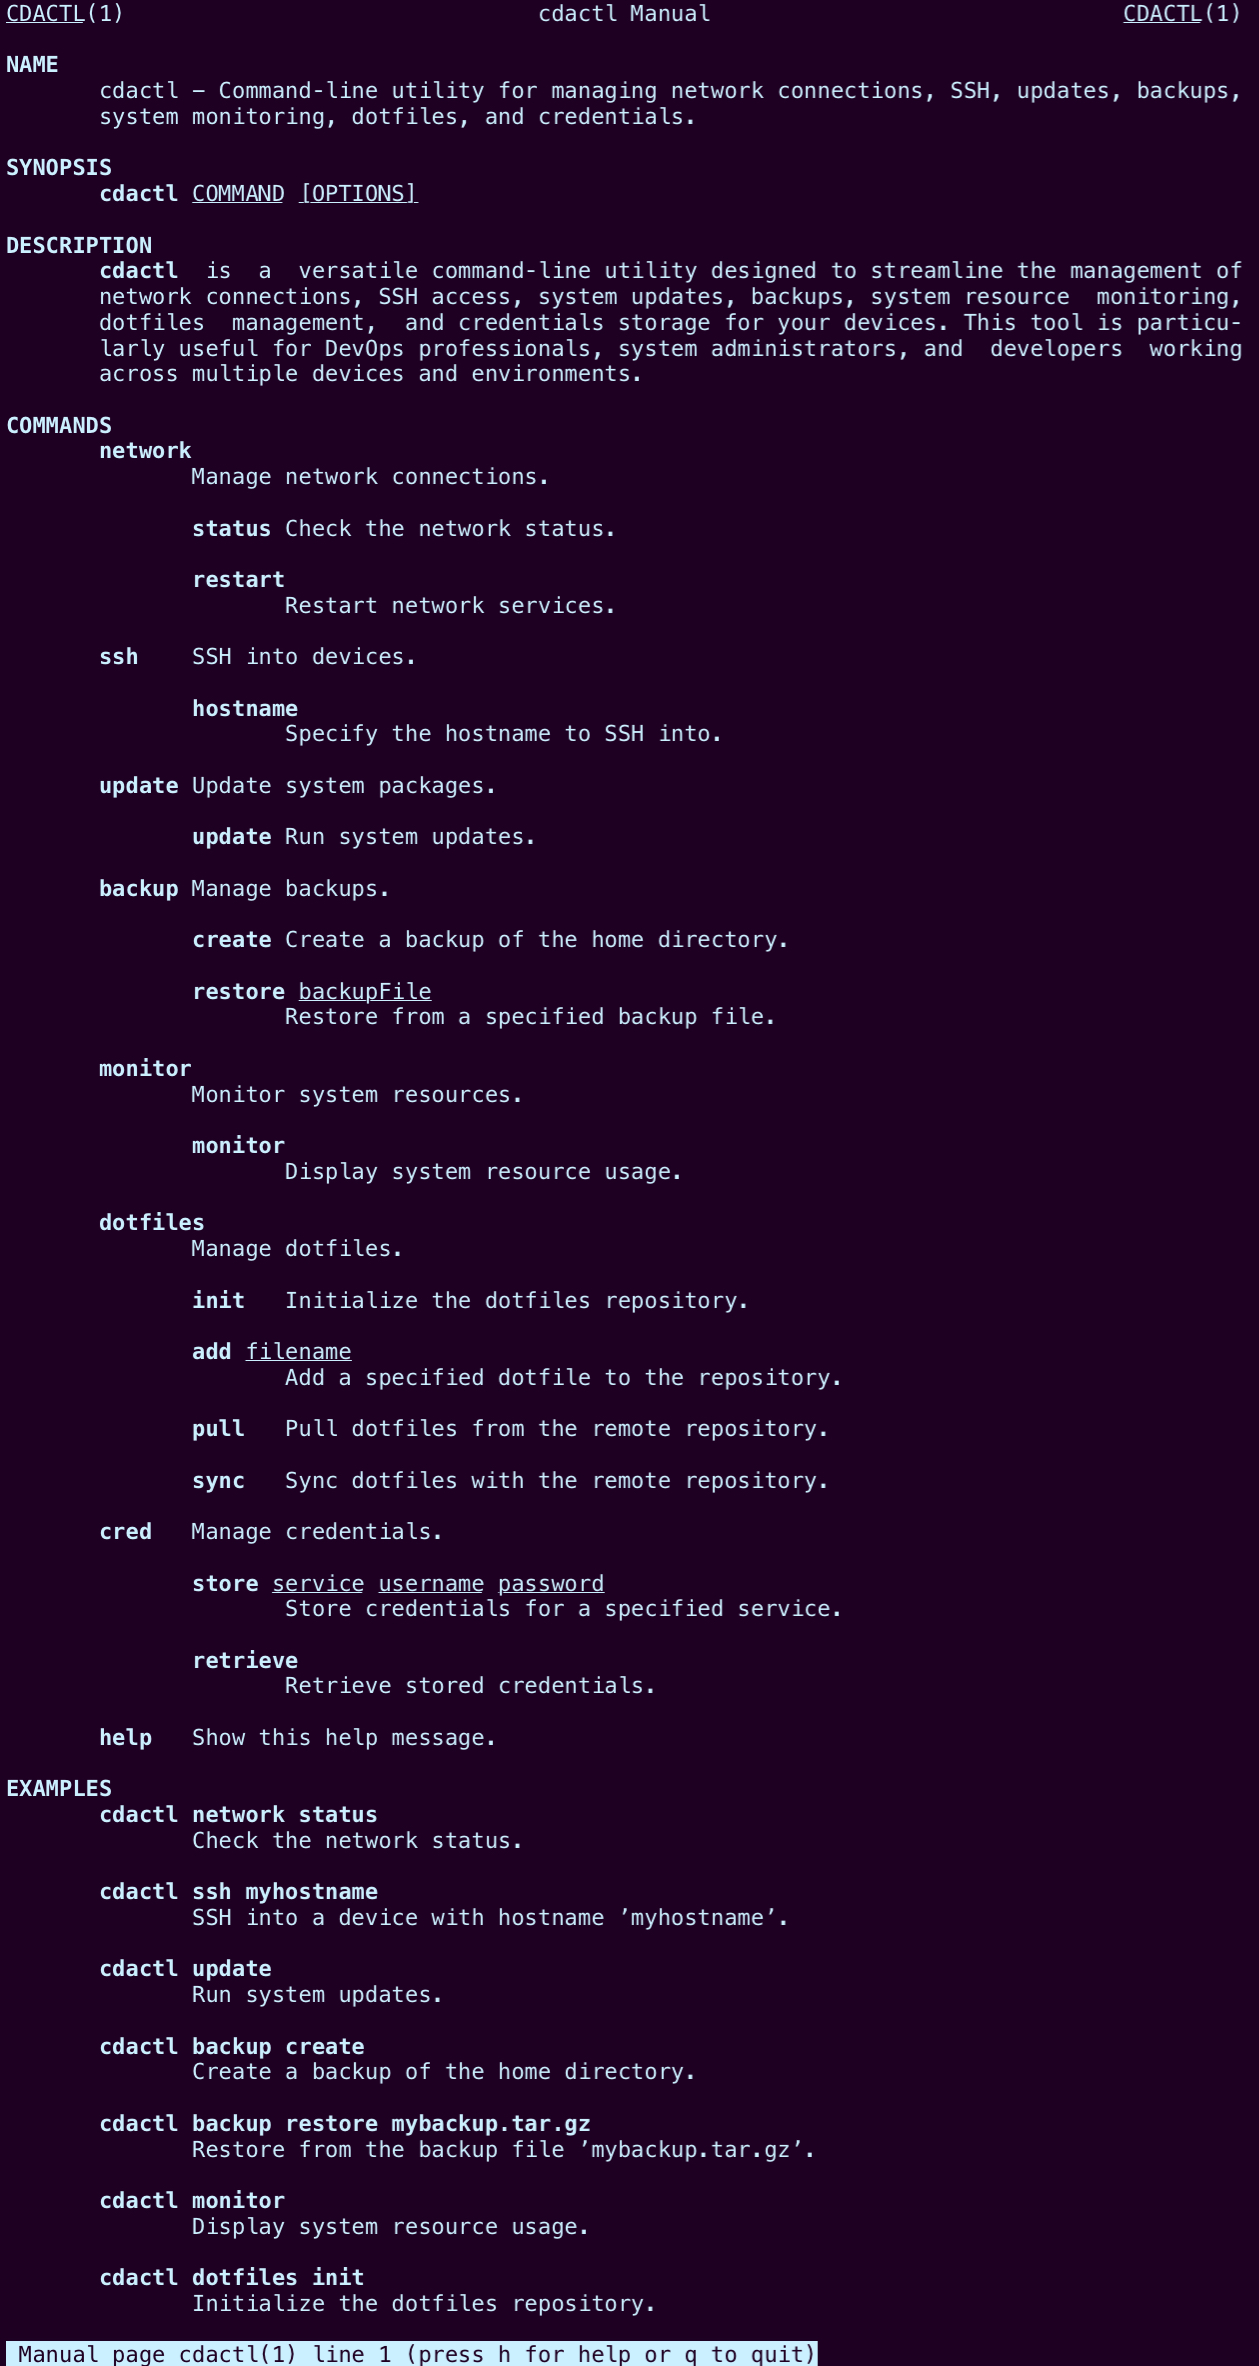 CDACTL(1) cdactl Manual CDACTL(1)
NAME
cdactl − Command-line utility for managing network connections, SSH, updates, backups,
system monitoring, dotfiles, and credentials.
SYNOPSIS
cdactl COMMAND [OPTIONS]
DESCRIPTION
cdactl is a versatile command-line utility designed to streamline the management of
network connections, SSH access, system updates, backups, system resource monitoring,
dotfiles management, and credentials storage for your devices. This tool is particu-
larly useful for DevOps professionals, system administrators, and developers working
across multiple devices and environments.
COMMANDS
network
Manage network connections.
status Check the network status.
restart
Restart network services.
ssh SSH into devices.
hostname
Specify the hostname to SSH into.
update Update system packages.
update Run system updates.
backup Manage backups.
create Create a backup of the home directory.
restore backupFile
Restore from a specified backup file.
monitor
Monitor system resources.
monitor
Display system resource usage.
dotfiles
Manage dotfiles.
init Initialize the dotfiles repository.
add filename
Add a specified dotfile to the repository.
pull Pull dotfiles from the remote repository.
sync Sync dotfiles with the remote repository.
cred Manage credentials.
store service username password
Store credentials for a specified service.
retrieve
Retrieve stored credentials.
help Show this help message.
EXAMPLES
cdactl network status
Check the network status.
cdactl ssh myhostname
SSH into a device with hostname ’myhostname’.
cdactl update
Run system updates.
cdactl backup create
Create a backup of the home directory.
cdactl backup restore mybackup.tar.gz
Restore from the backup file ’mybackup.tar.gz’.
cdactl monitor
Display system resource usage.
cdactl dotfiles init
Initialize the dotfiles repository.
Manual page cdactl(1) line 1 (press h for help or q to quit)